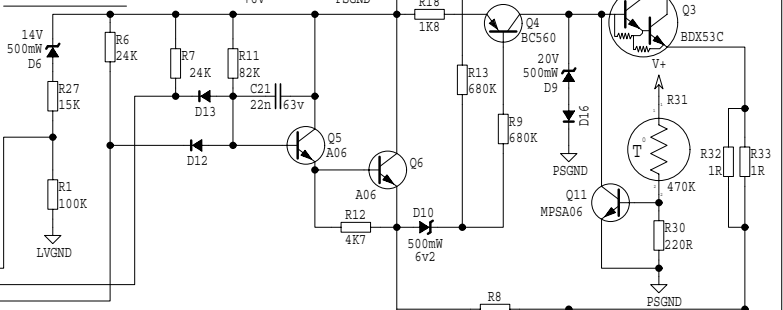 PSGND
R18
1K8
Q4
BC560
Q3
BDX53C
14V
500mW
D6
R6
24K
R7
24K
R11
82K
C21
22n 63v
D13
R27
15K
R13
680K
R9
680K
20V
500mW
D9
D16
PSGND
V+
R31
T
470K
R32
1R
R33
1R
D12
Q5
A06
Q6
A06
R1
100K
LVGND
R12
4K7
D10
500mW
6v2
Q11
MPSA06
R30
220R
PSGND
R8